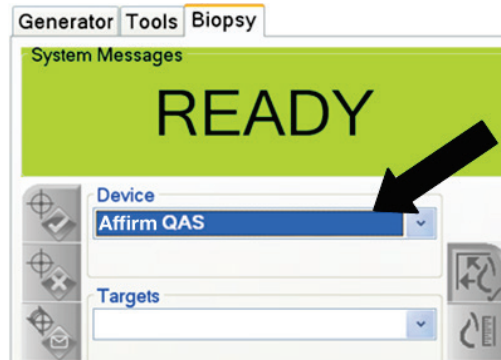 Generator Tools Biopsy
System Messages
READY
Device
Affirm QAS
Targets